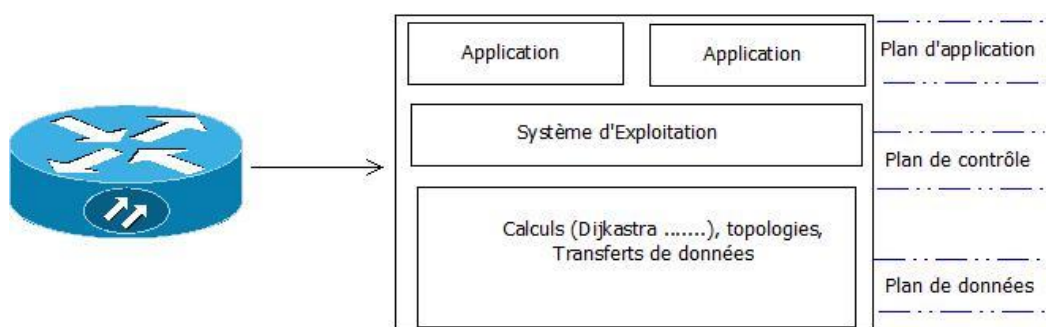 Application
Application
Plan d'application
Système d'Exploitation
Plan de contrôle
Calculs (Dijkastra .......), topologies,
Transferts de données
Plan de données